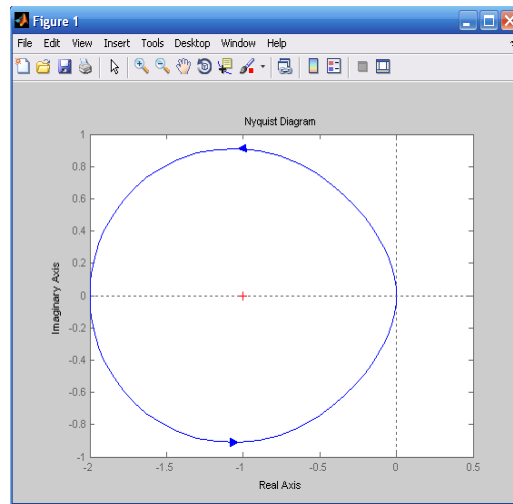 Figure 1
File Edit View Insert Tools Desktop Window Help
Nyquist Diagram
1
0.8
0.6
0.4
0.2
0
-0.2
-0.4
-0.6
-0.8
-1
Imaginary Axis
-2 -1.5 -1 -0.5 0 0.5
Real Axis